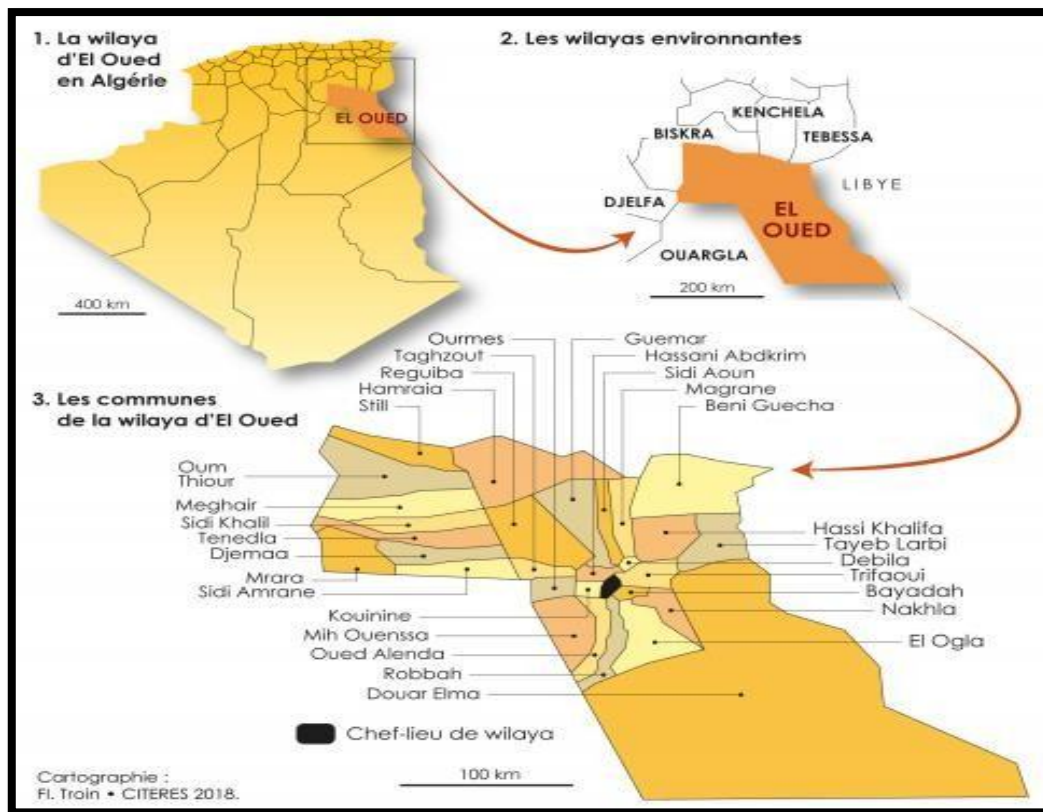 1. La wilaya
d'El Oued
en Algérie
EL OUED
400 km
2. Les wilayas environnantes
KENCHELA
BISKRA
TEBESSA
LIBYE
DJELFA
EL
OUED
OUARGLA
200 km
3. Les communes
de la wilaya d'El Oued
Ourmes
Taghzout
Reguiba
Hamraia
Still
Guemar
Hassani Abdkrim
Sidi Aoun
Magrane
Beni Guecha
Oum
Thiour
Meghair
Sidi Khalil
Tenedla
Djemaa
Mrara
Sidi Amrane
Hassi Khalifa
Tayeb Larbi
Debila
Trifaoui
Bayadah
Nakhla
Kouinine
Mih Ouenssa
Oued Alenda
Robbah
Douar Elma
El Ogla
Chef-lieu de wilaya
Cartographie :
Fl. Troin • CITERES 2018.
100 km